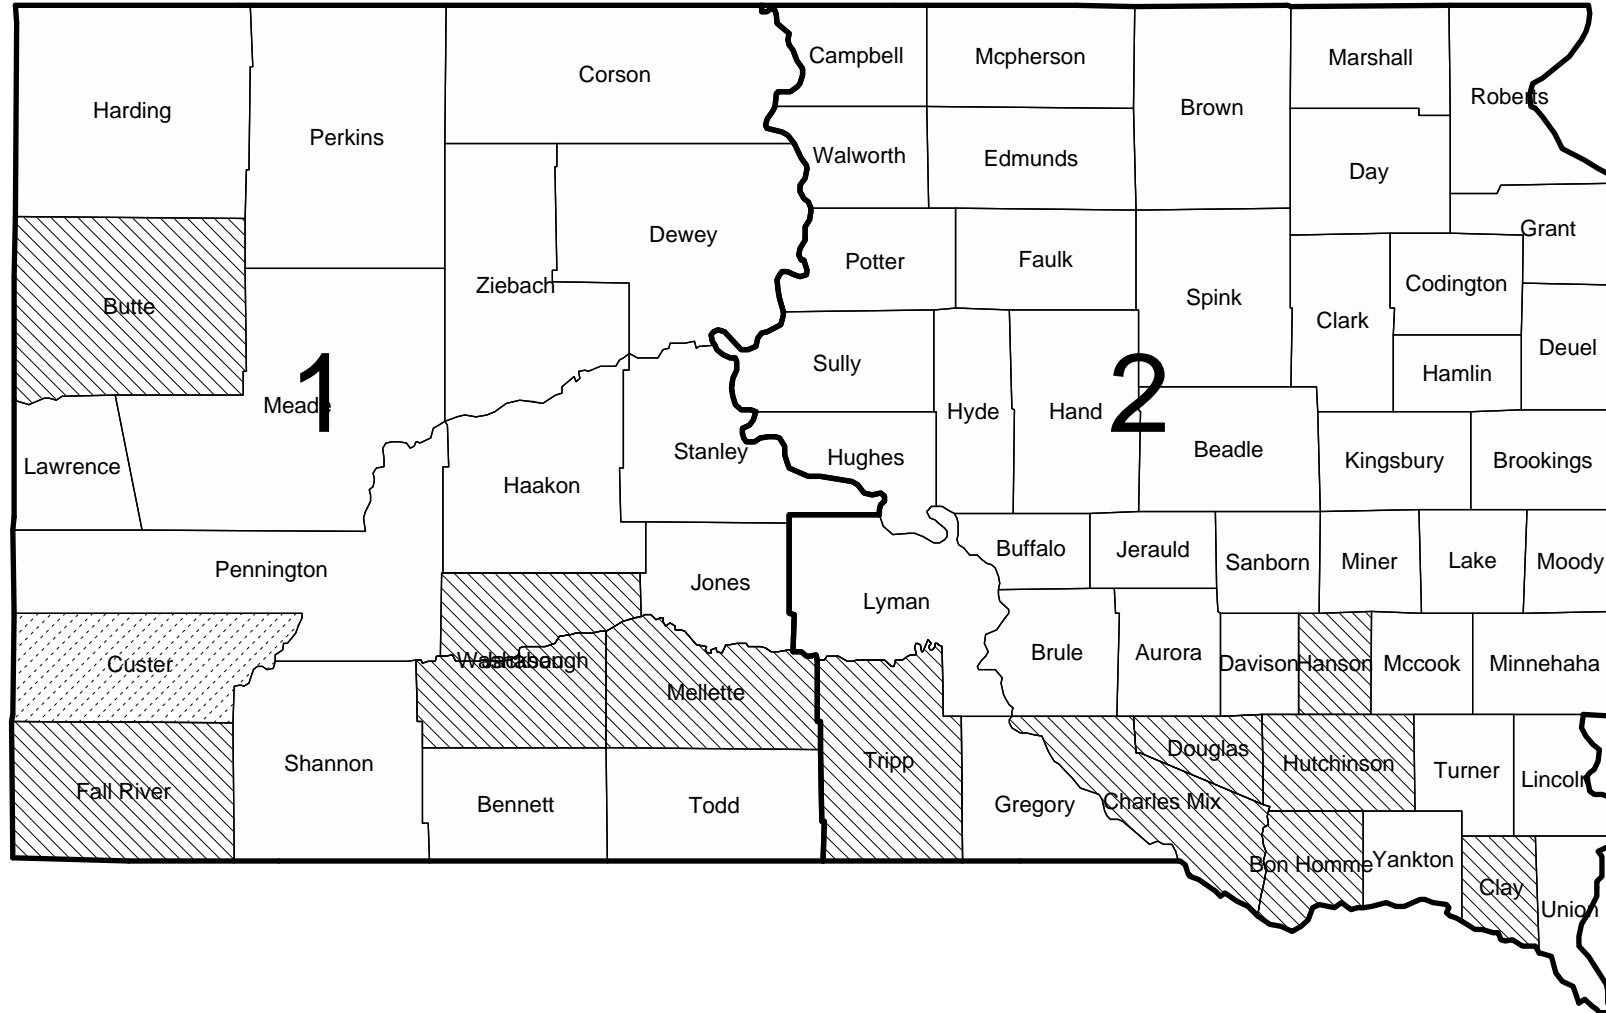 Campbell
Mcpherson
Marshall
Corson
Roberts
Brown
Harding
Perkins
Walworth
Edmunds
Day
Grant
Dewey
Potter
Faulk
Ziebach
Codington
Spink
Butte
Clark
Deuel
Sully
Hamlin
1
2
Meade
Hyde
Hand
Beadle
Stanley
Hughes
Kingsbury
Brookings
Lawrence
Haakon
Buffalo
Jerauld
Sanborn
Miner
Lake
Moody
Pennington
Jones
Lyman
Brule
Aurora
Davison
Hanson
Mccook
Minnehaha
Custer
Mellette
Douglas
Tripp
Shannon
Hutchinson
Turner
Lincoln
Fall River
Bennett
Todd
Gregory
Charles Mix
Bon Homme
Yankton
Clay
Union